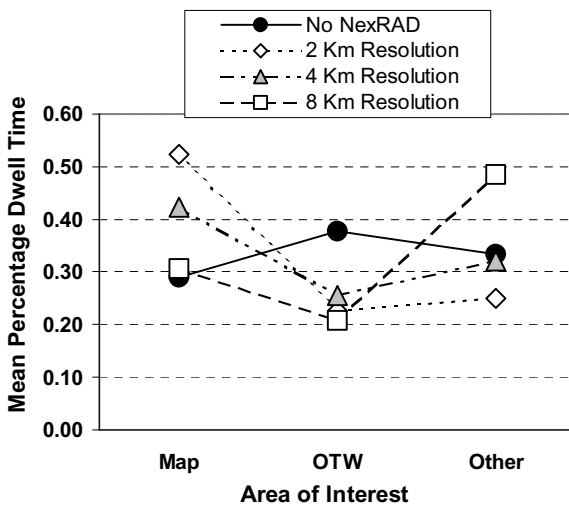 No NexRAD
2 Km Resolution
4 Km Resolution
8 Km Resolution
0.60
0.50
0.40
0.30
0.20
0.10
0.00
Mean Percentage Dwell Time
Map OTW Other
Area of Interest